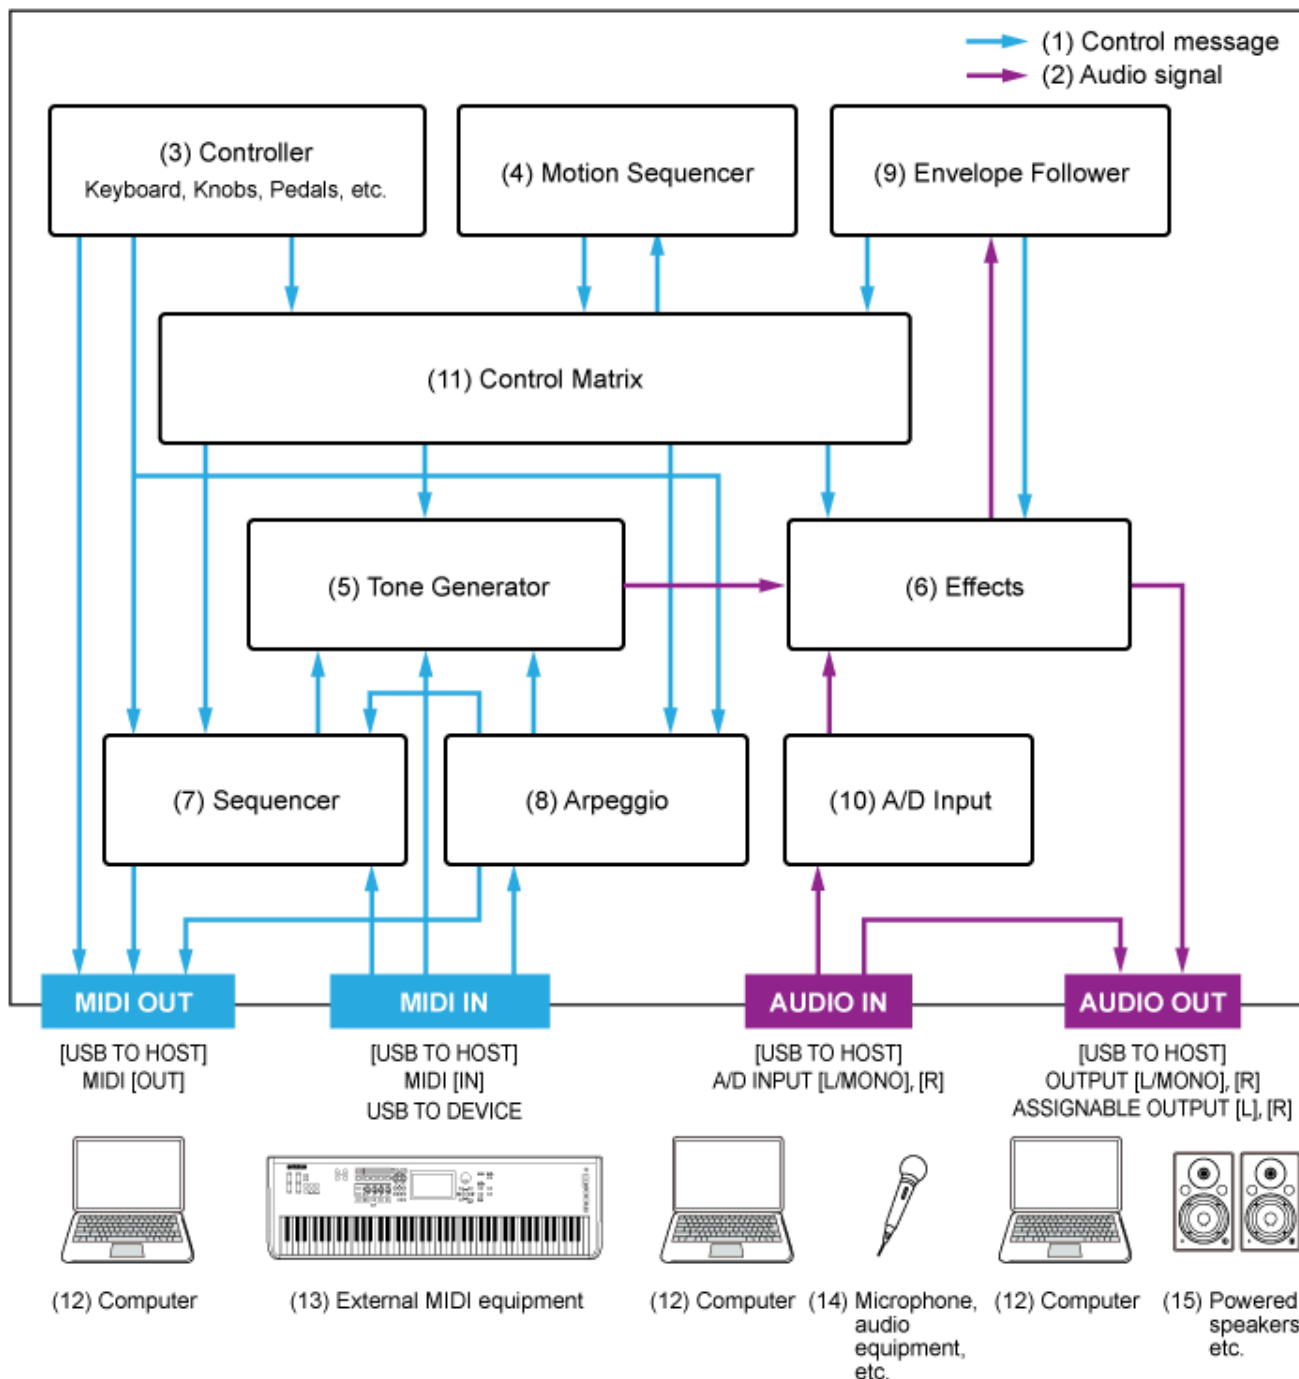 (1) Control message
(2) Audio signal
(3) Controller
Keyboard, Knobs, Pedals, etc.
(4) Motion Sequencer
(9) Envelope Follower
(11) Control Matrix
(5) Tone Generator
(6) Effects
(7) Sequencer
(8) Arpeggio
(10) A/D Input
MIDI OUT
MIDI IN
AUDIO IN
AUDIO OUT
[USB TO HOST]
MIDI [OUT]
[USB TO HOST]
MIDI [IN]
USB TO DEVICE
[USB TO HOST]
A/D INPUT [L/MONO], [R]
[USB TO HOST]
OUTPUT [L/MONO], [R]
ASSIGNABLE OUTPUT [L], [R]
(12) Computer
(13) External MIDI equipment
(12) Computer
(14) Microphone,
audio
equipment,
etc.
(12) Computer
(15) Powered
speakers
etc.